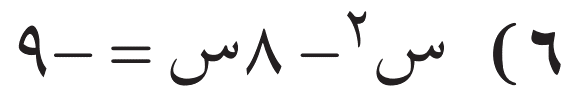 ٦) س٢ – ٨س = –٩